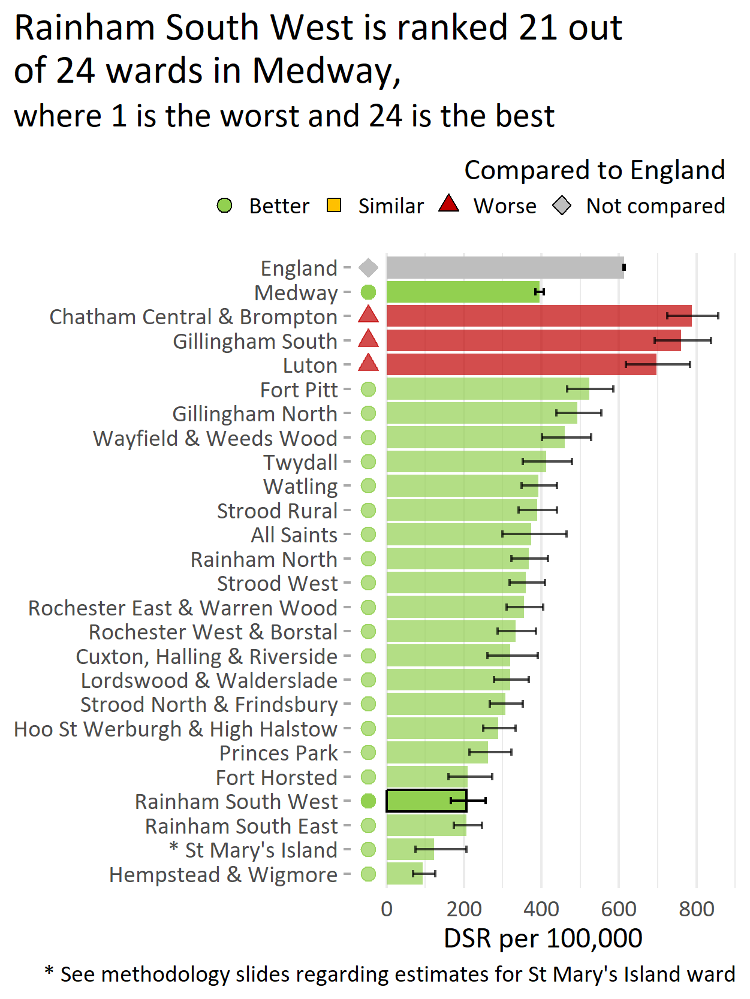 Rainham South West is ranked 21 out
of 24 wards in Medway,
where 1 is the worst and 24 is the best
Compared to England
Better Similar Worse Not compared
England
Medway
Chatham Central & Brompton
Gillingham South
Luton
Fort Pitt
Gillingham North
Wayfield & Weeds Wood
Twydall
Watling
Strood Rural
All Saints
Rainham North
Strood West
Rochester East & Warren Wood
Rochester West & Borstal
Cuxton, Halling & Riverside
Lordswood & Walderslade
Strood North & Frindsbury
Hoo St Werburgh & High Halstow
Princes Park
Fort Horsted
Rainham South West
Rainham South East
* St Mary's Island
Hempstead & Wigmore
0 200 400 600 800
DSR per 100,000
* See methodology slides regarding estimates for St Mary's Island ward